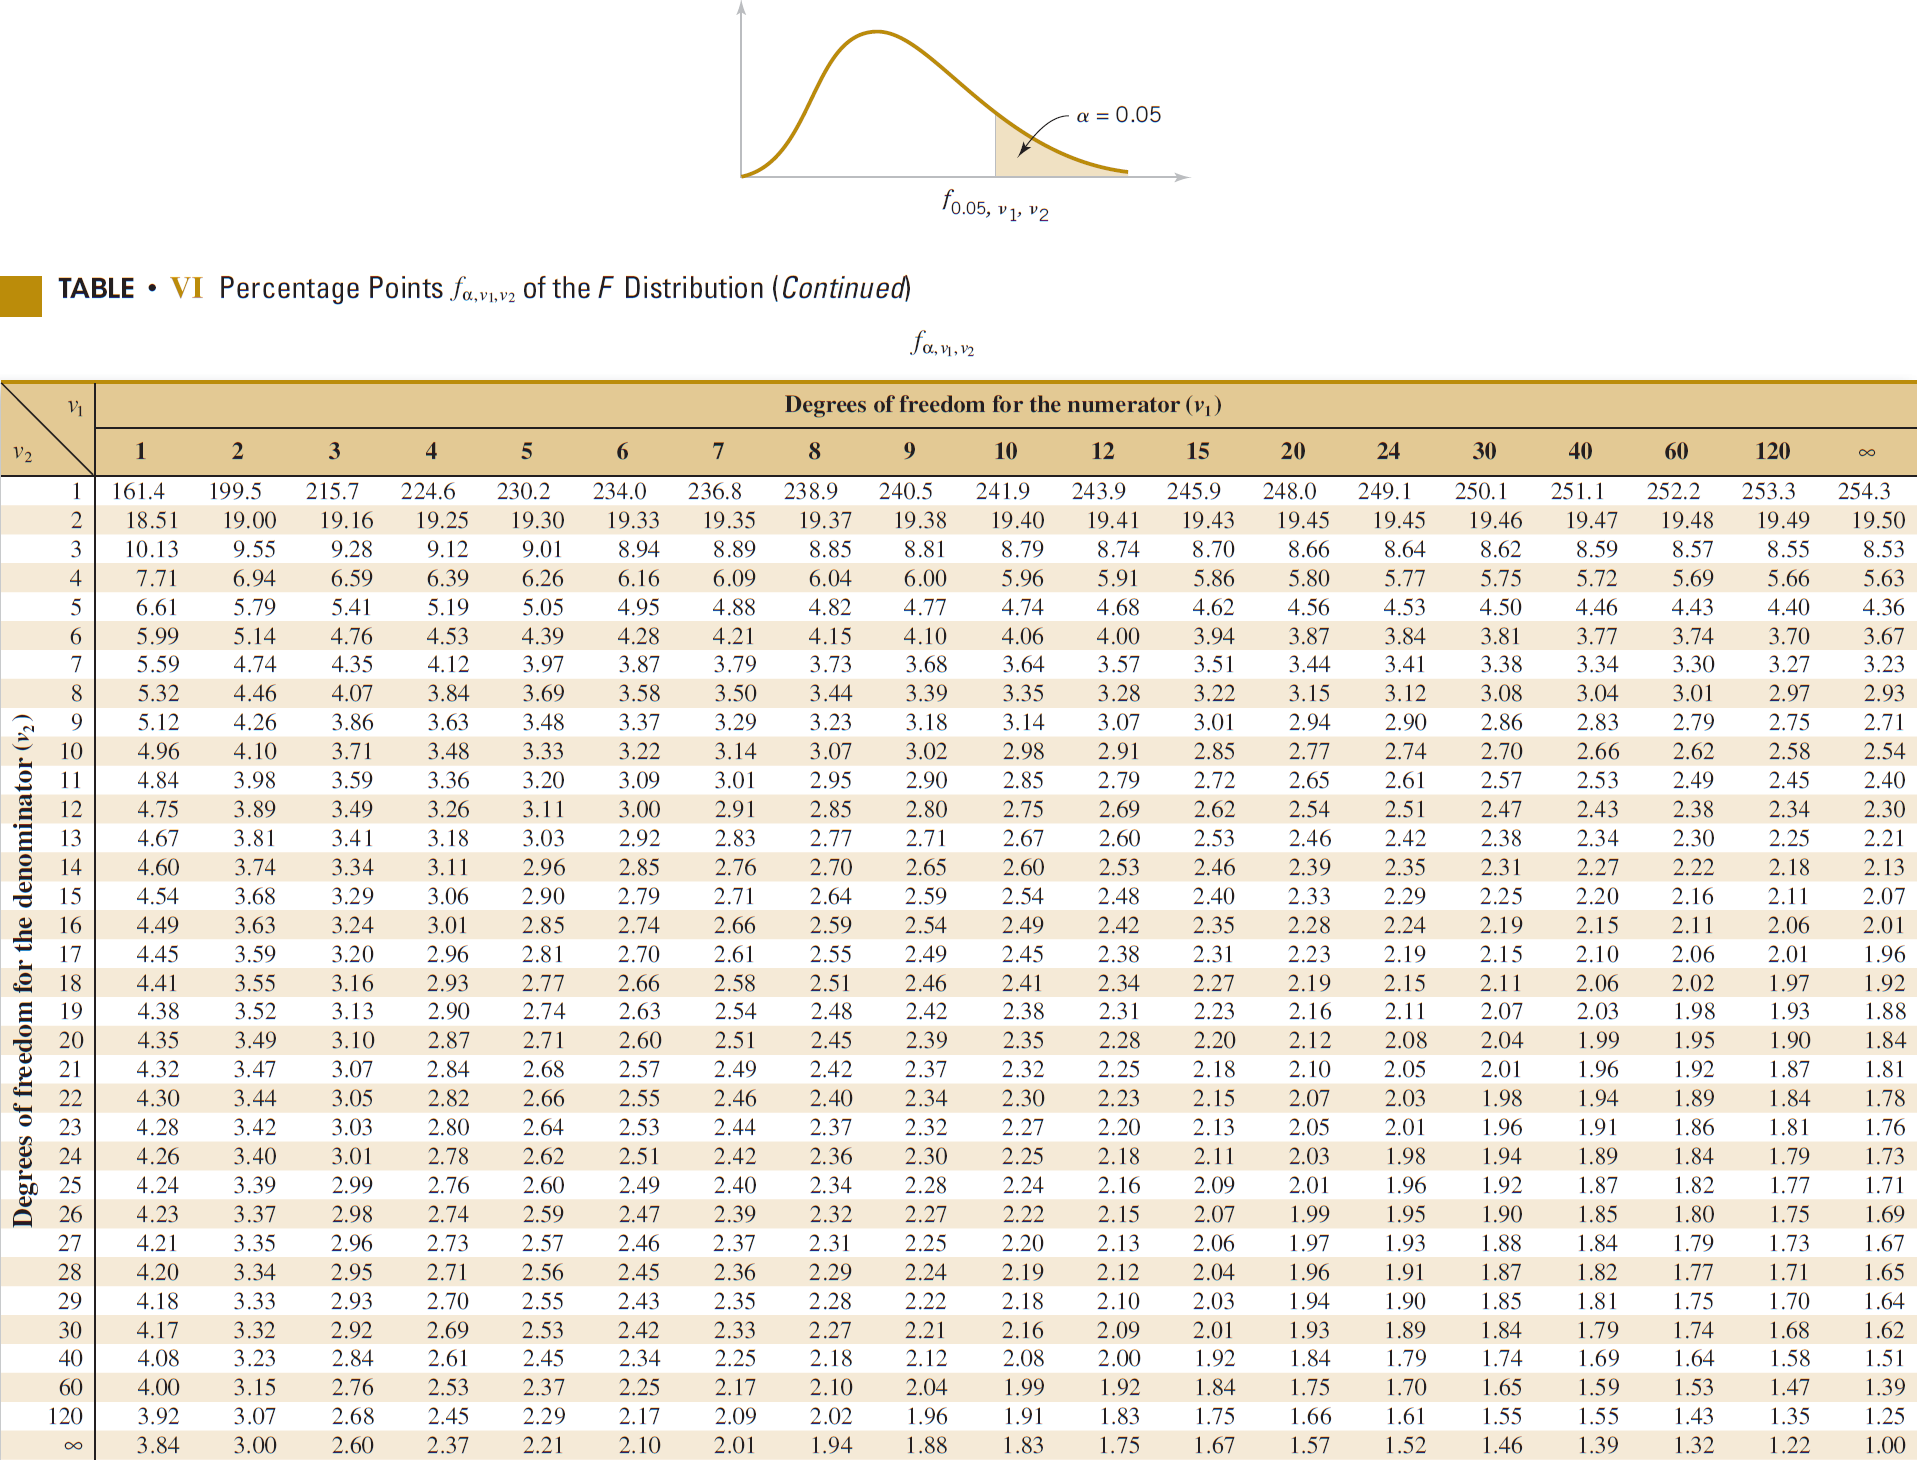 α = 0.05
f0.05, ν1, ν2
TABLE • VI Percentage Points fα,ν1,ν2 of the F Distribution (Continued)
fα,ν1,ν2
ν1 Degrees of freedom for the numerator (ν1)
ν2 1 2 3 4 5 6 7 8 9 10 12 15 20 24 30 40 60 120 ∞
Degrees of freedom for the denominator (ν2)
1 161.4 199.5 215.7 224.6 230.2 234.0 236.8 238.9 240.5 241.9 243.9 245.9 248.0 249.1 250.1 251.1 252.2 253.3 254.3
2 18.51 19.00 19.16 19.25 19.30 19.33 19.35 19.37 19.38 19.40 19.41 19.43 19.45 19.45 19.46 19.47 19.48 19.49 19.50
3 10.13 9.55 9.28 9.12 9.01 8.94 8.89 8.85 8.81 8.79 8.74 8.70 8.66 8.64 8.62 8.59 8.57 8.55 8.53
4 7.71 6.94 6.59 6.39 6.26 6.16 6.09 6.04 6.00 5.96 5.91 5.86 5.80 5.77 5.75 5.72 5.69 5.66 5.63
5 6.61 5.79 5.41 5.19 5.05 4.95 4.88 4.82 4.77 4.74 4.68 4.62 4.56 4.53 4.50 4.46 4.43 4.40 4.36
6 5.99 5.14 4.76 4.53 4.39 4.28 4.21 4.15 4.10 4.06 4.00 3.94 3.87 3.84 3.81 3.77 3.74 3.70 3.67
7 5.59 4.74 4.35 4.12 3.97 3.87 3.79 3.73 3.68 3.64 3.57 3.51 3.44 3.41 3.38 3.34 3.30 3.27 3.23
8 5.32 4.46 4.07 3.84 3.69 3.58 3.50 3.44 3.39 3.35 3.28 3.22 3.15 3.12 3.08 3.04 3.01 2.97 2.93
9 5.12 4.26 3.86 3.63 3.48 3.37 3.29 3.23 3.18 3.14 3.07 3.01 2.94 2.90 2.86 2.83 2.79 2.75 2.71
10 4.96 4.10 3.71 3.48 3.33 3.22 3.14 3.07 3.02 2.98 2.91 2.85 2.77 2.74 2.70 2.66 2.62 2.58 2.54
11 4.84 3.98 3.59 3.36 3.20 3.09 3.01 2.95 2.90 2.85 2.79 2.72 2.65 2.61 2.57 2.53 2.49 2.45 2.40
12 4.75 3.89 3.49 3.26 3.11 3.00 2.91 2.85 2.80 2.75 2.69 2.62 2.54 2.51 2.47 2.43 2.38 2.34 2.30
13 4.67 3.81 3.41 3.18 3.03 2.92 2.83 2.77 2.71 2.67 2.60 2.53 2.46 2.42 2.38 2.34 2.30 2.25 2.21
14 4.60 3.74 3.34 3.11 2.96 2.85 2.76 2.70 2.65 2.60 2.53 2.46 2.39 2.35 2.31 2.27 2.22 2.18 2.13
15 4.54 3.68 3.29 3.06 2.90 2.79 2.71 2.64 2.59 2.54 2.48 2.40 2.33 2.29 2.25 2.20 2.16 2.11 2.07
16 4.49 3.63 3.24 3.01 2.85 2.74 2.66 2.59 2.54 2.49 2.42 2.35 2.28 2.24 2.19 2.15 2.11 2.06 2.01
17 4.45 3.59 3.20 2.96 2.81 2.70 2.61 2.55 2.49 2.45 2.38 2.31 2.23 2.19 2.15 2.10 2.06 2.01 1.96
18 4.41 3.55 3.16 2.93 2.77 2.66 2.58 2.51 2.46 2.41 2.34 2.27 2.19 2.15 2.11 2.06 2.02 1.97 1.92
19 4.38 3.52 3.13 2.90 2.74 2.63 2.54 2.48 2.42 2.38 2.31 2.23 2.16 2.11 2.07 2.03 1.98 1.93 1.88
20 4.35 3.49 3.10 2.87 2.71 2.60 2.51 2.45 2.39 2.35 2.28 2.20 2.12 2.08 2.04 1.99 1.95 1.90 1.84
21 4.32 3.47 3.07 2.84 2.68 2.57 2.49 2.42 2.37 2.32 2.25 2.18 2.10 2.05 2.01 1.96 1.92 1.87 1.81
22 4.30 3.44 3.05 2.82 2.66 2.55 2.46 2.40 2.34 2.30 2.23 2.15 2.07 2.03 1.98 1.94 1.89 1.84 1.78
23 4.28 3.42 3.03 2.80 2.64 2.53 2.44 2.37 2.32 2.27 2.20 2.13 2.05 2.01 1.96 1.91 1.86 1.81 1.76
24 4.26 3.40 3.01 2.78 2.62 2.51 2.42 2.36 2.30 2.25 2.18 2.11 2.03 1.98 1.94 1.89 1.84 1.79 1.73
25 4.24 3.39 2.99 2.76 2.60 2.49 2.40 2.34 2.28 2.24 2.16 2.09 2.01 1.96 1.92 1.87 1.82 1.77 1.71
26 4.23 3.37 2.98 2.74 2.59 2.47 2.39 2.32 2.27 2.22 2.15 2.07 1.99 1.95 1.90 1.85 1.80 1.75 1.69
27 4.21 3.35 2.96 2.73 2.57 2.46 2.37 2.31 2.25 2.20 2.13 2.06 1.97 1.93 1.88 1.84 1.79 1.73 1.67
28 4.20 3.34 2.95 2.71 2.56 2.45 2.36 2.29 2.24 2.19 2.12 2.04 1.96 1.91 1.87 1.82 1.77 1.71 1.65
29 4.18 3.33 2.93 2.70 2.55 2.43 2.35 2.28 2.22 2.18 2.10 2.03 1.94 1.90 1.85 1.81 1.75 1.70 1.64
30 4.17 3.32 2.92 2.69 2.53 2.42 2.33 2.27 2.21 2.16 2.09 2.01 1.93 1.89 1.84 1.79 1.74 1.68 1.62
40 4.08 3.23 2.84 2.61 2.45 2.34 2.25 2.18 2.12 2.08 2.00 1.92 1.84 1.79 1.74 1.69 1.64 1.58 1.51
60 4.00 3.15 2.76 2.53 2.37 2.25 2.17 2.10 2.04 1.99 1.92 1.84 1.75 1.70 1.65 1.59 1.53 1.47 1.39
120 3.92 3.07 2.68 2.45 2.29 2.17 2.09 2.02 1.96 1.91 1.83 1.75 1.66 1.61 1.55 1.55 1.43 1.35 1.25
∞ 3.84 3.00 2.60 2.37 2.21 2.10 2.01 1.94 1.88 1.83 1.75 1.67 1.57 1.52 1.46 1.39 1.32 1.22 1.00